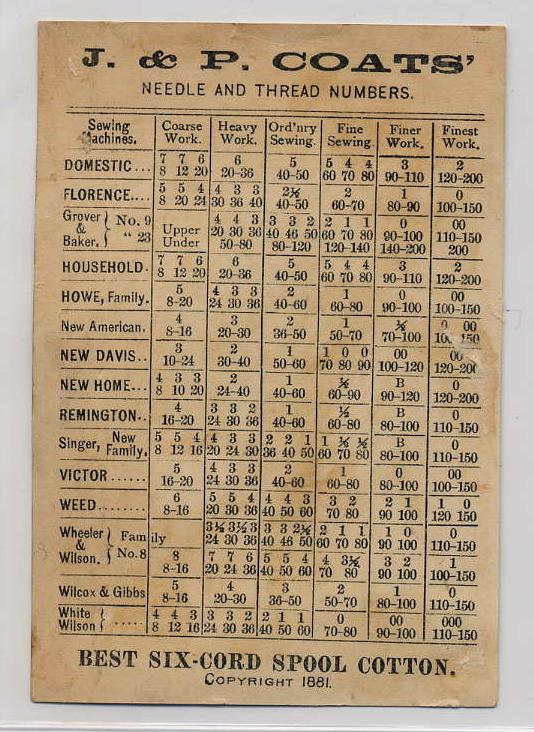 J. & P. COATS'
NEEDLE AND THREAD NUMBERS.
Sewing Machines. Coarse Work. Heavy Work. Ord'nry Sewing. Fine Sewing. Finer Work. Finest Work.
7 7 6 6 5 5 4 4 3 2
DOMESTIC... 8 12 20 20-36 40-50 60 70 80 90-110 120-200
5 5 4 4 3 3 2½ 2 1 0
FLORENCE.... 8 20 24 30 36 40 40-50 60-70 80-90 100-150
Grover & Baker. } No. 9 " 23
4 4 3 3 3 2 2 1 1 0 00
Upper 20 30 36 40 46 50 60 70 80 90-100 110-150
Under 50-80 80-120 120-140 140-200 200
7 7 6 6 5 5 4 4 3 2
HOUSEHOLD. 8 12 20 20-36 40-50 60 70 80 90-110 120-200
5 4 3 3 2 1 0 00
HOWE, Family. 8-20 24 30 36 40-60 60-80 90-100 100-150
4 3 2 1 ½ 0 00
New American. 8-16 20-30 36-50 50-70 70-100 100 150
3 2 1 1 0 0 00 00
NEW DAVIS.. 10-24 30-40 50-60 70 80 90 100-120 120-200
4 3 3 2 1 ½ B 0
NEW HOME... 8 10 20 24-40 40-60 60-90 90-120 120-200
4 3 3 2 1 ½ B 0
REMINGTON.. 16-20 24 30 36 40-60 60-80 80-100 110-150
5 5 4 4 3 3 2 2 1 1 ½ ½ B 0
Singer, New Family. 8 12 16 20 24 30 36 40 50 60 70 80 80-100 110-150
5 4 3 3 2 1 0 00
VICTOR...... 16-20 24 30 36 40-60 60-80 80-100 100-150
6 5 5 4 4 4 3 3 2 2 1 1 0
WEED........ 8-16 20 30 36 40 50 60 70 80 90 100 120 150
Wheeler & Wilson. } Family
3½ 3½ 3 3 3 2½ 2 1 1 1 0 0
24 30 36 40 46 50 60 70 80 90 100 110-150
No. 8 8 7 7 6 5 5 4 4 3½ 3 2 1
8-16 20 24 36 40 50 60 70 80 90 100 100-150
5 4 3 2 1 0
Wilcox & Gibbs 8-16 20-30 36-50 50-70 80-100 110-150
4 4 3 3 3 2 2 1 1 0 00 000
White Wilson } ..... 8 12 16 24 30 36 40 50 60 70-80 90-100 110-150
BEST SIX-CORD SPOOL COTTON.
COPYRIGHT 1881.